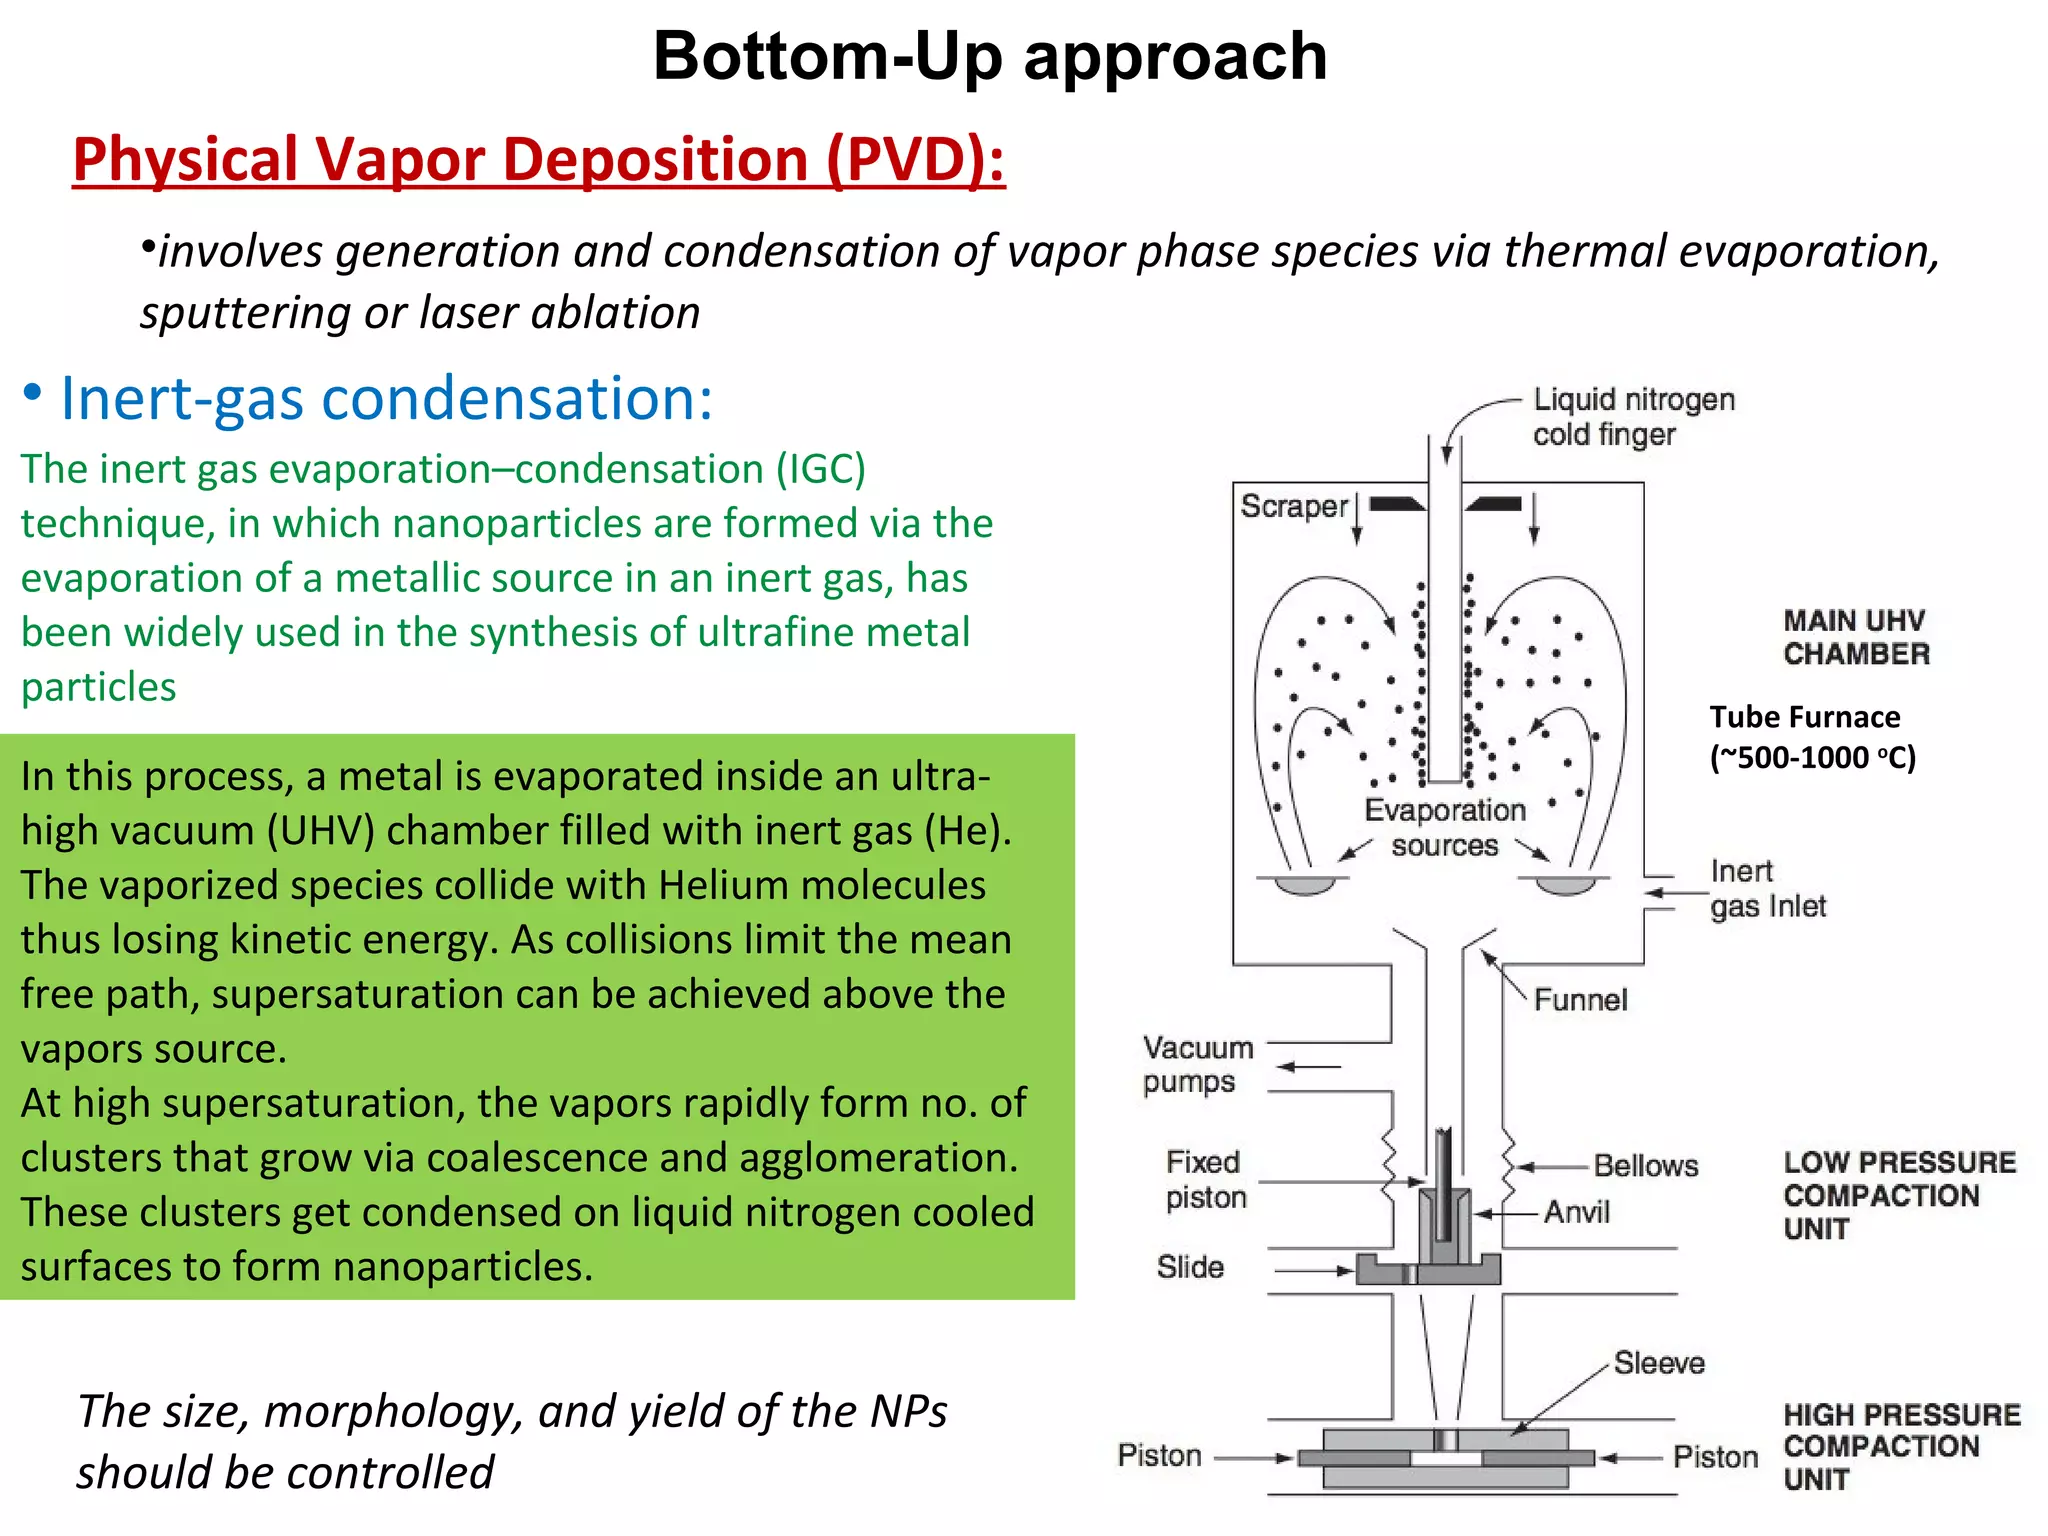 Bottom-Up approach
Physical Vapor Deposition (PVD):
•involves generation and condensation of vapor phase species via thermal evaporation,
sputtering or laser ablation
• Inert-gas condensation:
The inert gas evaporation–condensation (IGC)
technique, in which nanoparticles are formed via the
evaporation of a metallic source in an inert gas, has
been widely used in the synthesis of ultrafine metal
particles
In this process, a metal is evaporated inside an ultra-
high vacuum (UHV) chamber filled with inert gas (He).
The vaporized species collide with Helium molecules
thus losing kinetic energy. As collisions limit the mean
free path, supersaturation can be achieved above the
vapors source.
At high supersaturation, the vapors rapidly form no. of
clusters that grow via coalescence and agglomeration.
These clusters get condensed on liquid nitrogen cooled
surfaces to form nanoparticles.
The size, morphology, and yield of the NPs
should be controlled
Liquid nitrogen
cold finger
Scraper
MAIN UHV
CHAMBER
Tube Furnace
(~500-1000 ºC)
Evaporation
sources
Inert
gas Inlet
Funnel
Vacuum
pumps
Fixed
piston
Bellows
Anvil
LOW PRESSURE
COMPACTION
UNIT
Slide
Sleeve
Piston
Piston
HIGH PRESSURE
COMPACTION
UNIT